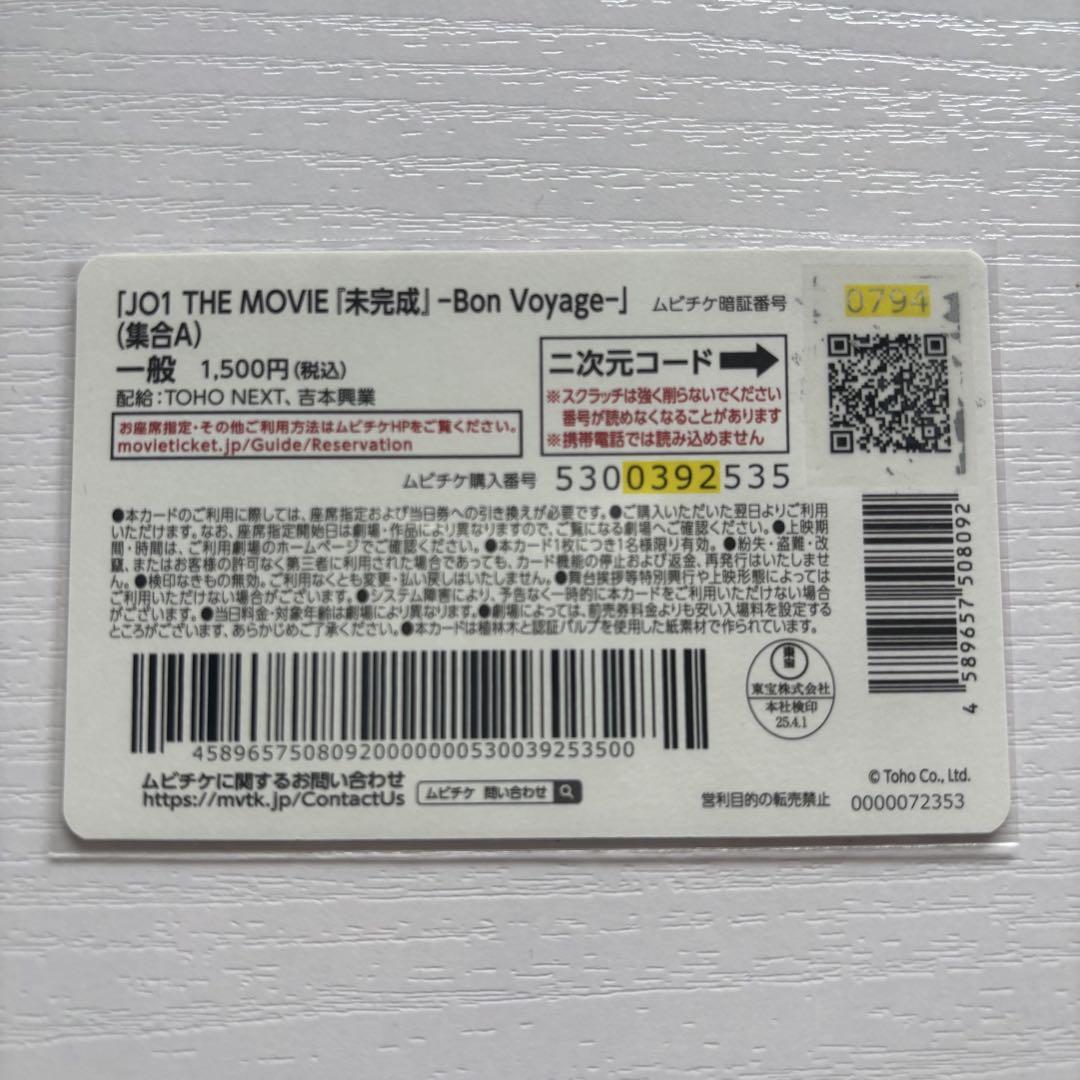 「JO1 THE MOVIE『未完成』-Bon Voyage-」
(集合A)
一般 1,500円(税込)
配給:TOHO NEXT、吉本興業
お座席指定・その他ご利用方法はムビチケHPをご覧ください。
movieticket.jp/Guide/Reservation
ムビチケ暗証番号 0794
二次元コード
※スクラッチは強く削らないでください
番号が読めなくなることがあります
※携帯電話では読み込めません
ムビチケ購入番号 5300392535
●本カードのご利用に際しては、座席指定および当日券への引き換えが必要です。●ご購入いただいた翌日よりご利用
いただけます。なお、座席指定開始日は劇場・作品により異なりますので、ご覧になる劇場へご確認ください。●上映期
間・時間は、ご利用劇場のホームページでご確認ください。●本カード1枚につき1名様限り有効。●紛失・盗難・改
竄、またはお客様の許可なく第三者に利用された場合であっても、カード機能の停止および返金、再発行はいたしませ
ん。●検印なきもの無効。ご利用なくとも変更・払い戻しはいたしません。●舞台挨拶等特別興行や上映形態によっては
ご利用いただけない場合がございます。●システム障害により、予告なく一時的に本カードをご利用いただけない場合
がございます。●当日料金・対象年齢は劇場により異なります。●劇場によっては、前売券料金よりも安い入場料を設定する
ところがございます、あらかじめご了承ください。●本カードは植林木と認証パルプを使用した紙素材で作られています。
4 589657 508092
東宝
東宝株式会社
本社検印
25.4.1
45896575080920000000530039253500
ムビチケに関するお問い合わせ
https://mvtk.jp/ContactUs
ムビチケ 問い合わせ
© Toho Co., Ltd.
営利目的の転売禁止 0000072353